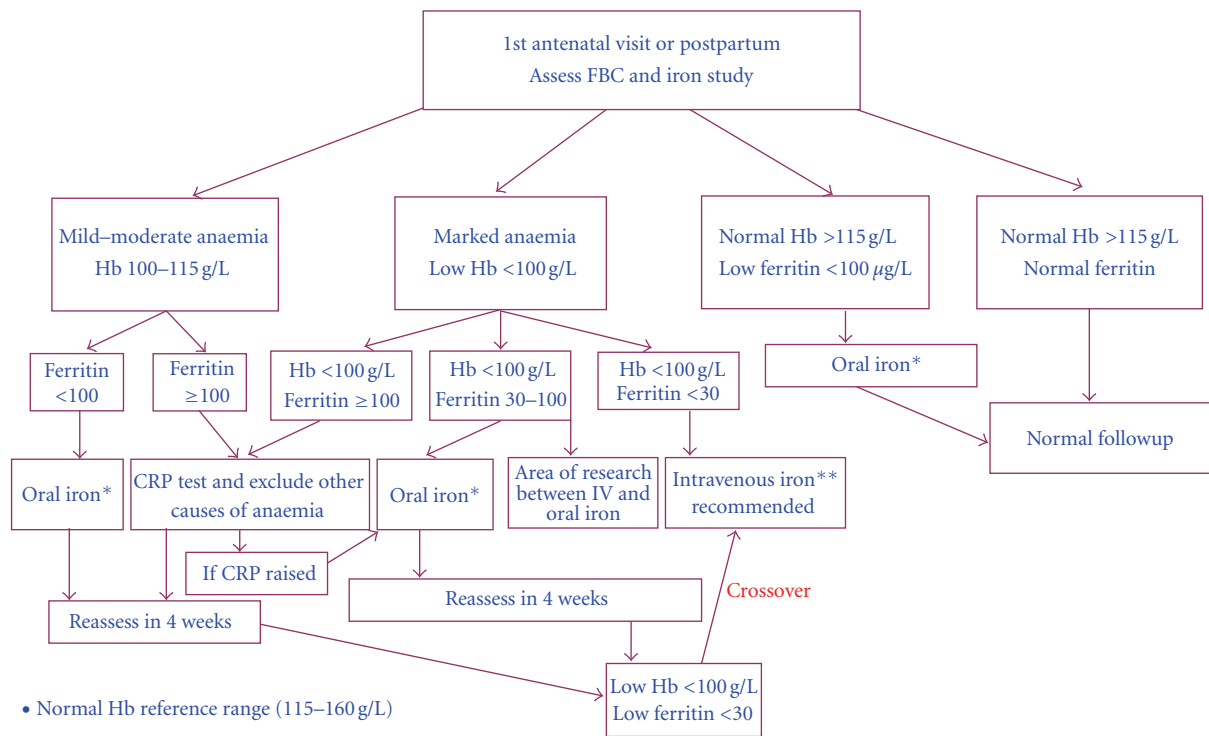 1st antenatal visit or postpartum
Assess FBC and iron study
Mild–moderate anaemia
Hb 100–115 g/L
Marked anaemia
Low Hb <100 g/L
Normal Hb >115 g/L
Low ferritin <100 µg/L
Normal Hb >115 g/L
Normal ferritin
Ferritin
<100
Ferritin
≥100
Hb <100 g/L
Ferritin ≥100
Hb <100 g/L
Ferritin 30–100
Hb <100 g/L
Ferritin <30
Oral iron*
Normal followup
Oral iron*
CRP test and exclude other
causes of anaemia
Oral iron*
Area of research
between IV and
oral iron
Intravenous iron**
recommended
If CRP raised
Reassess in 4 weeks
Reassess in 4 weeks
Crossover
Low Hb <100 g/L
Low ferritin <30
• Normal Hb reference range (115–160 g/L)